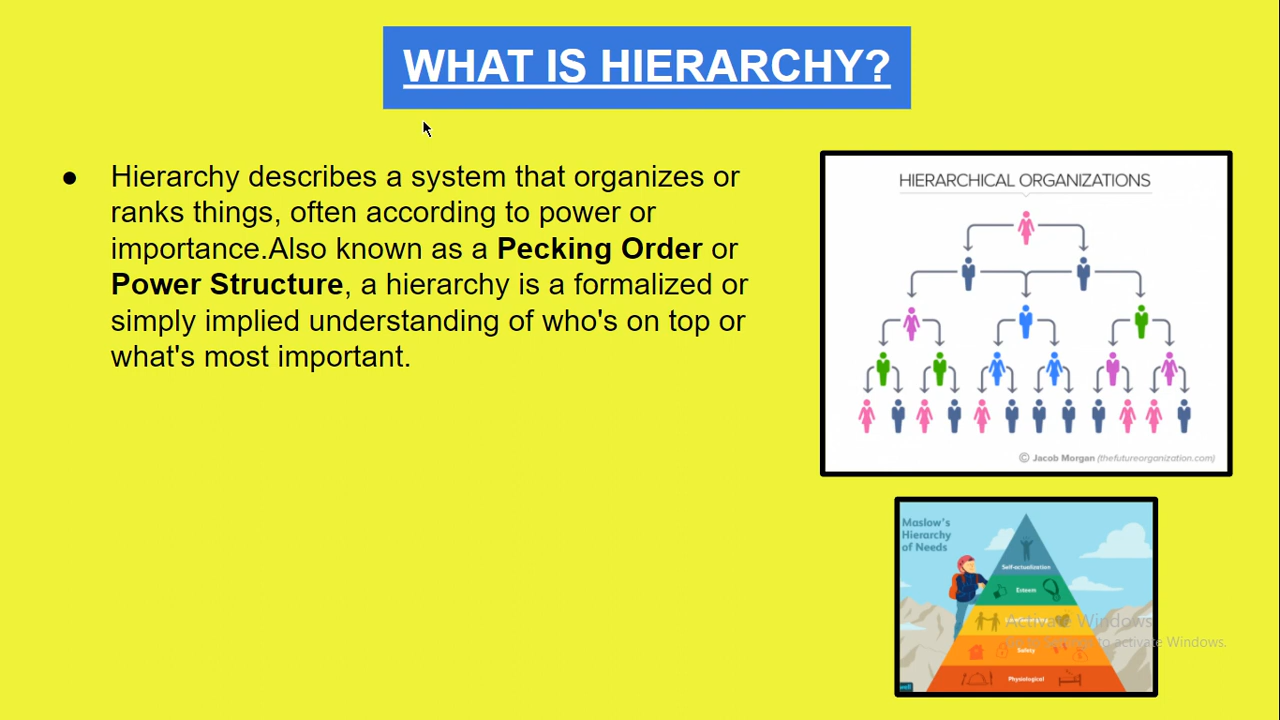 WHAT IS HIERARCHY?
● Hierarchy describes a system that organizes or
ranks things, often according to power or
importance.Also known as a Pecking Order or
Power Structure, a hierarchy is a formalized or
simply implied understanding of who's on top or
what's most important.
HIERARCHICAL ORGANIZATIONS
© Jacob Morgan (thefutureorganization.com)
Maslow's
Hierarchy
of Needs
Self-actualization
Esteem
Activate Windows
to activate Windows.
Safety
Physiological